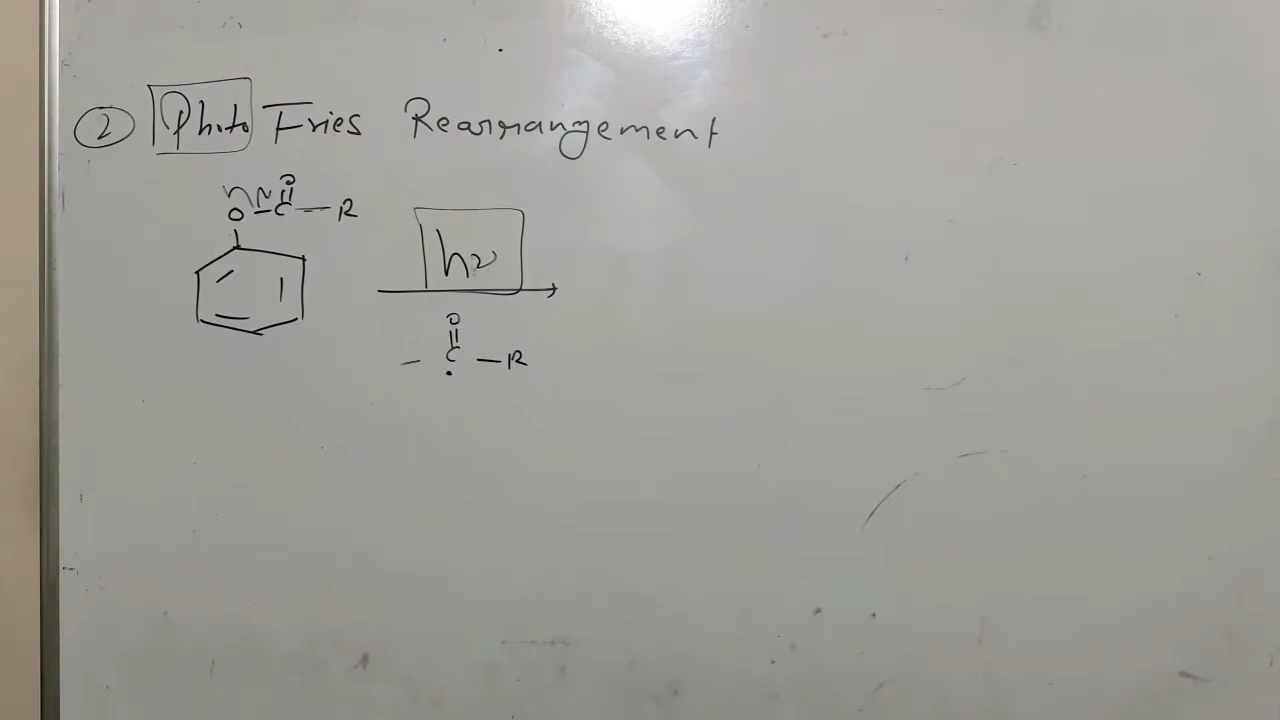 2 Photo Fries Rearrangement
O
O – C – R
hν
O
C – R